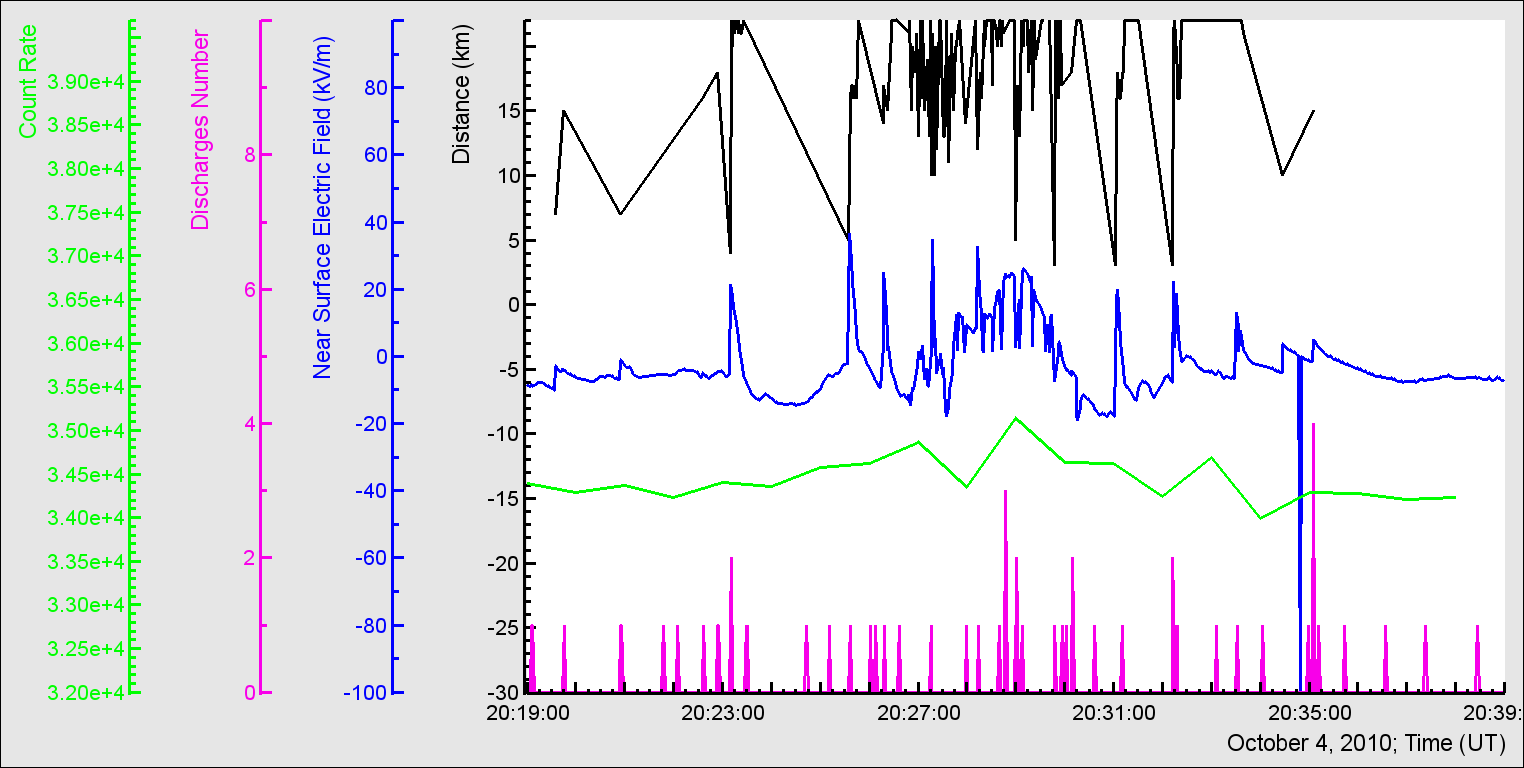 Count Rate
3.90e+4
3.85e+4
3.80e+4
3.75e+4
3.70e+4
3.65e+4
3.60e+4
3.55e+4
3.50e+4
3.45e+4
3.40e+4
3.35e+4
3.30e+4
3.25e+4
3.20e+4
Discharges Number
8
6
4
2
0
Near Surface Electric Field (kV/m)
80
60
40
20
0
-20
-40
-60
-80
-100
Distance (km)
15
10
5
0
-5
-10
-15
-20
-25
-30
20:19:00 20:23:00 20:27:00 20:31:00 20:35:00 20:39:
October 4, 2010; Time (UT)